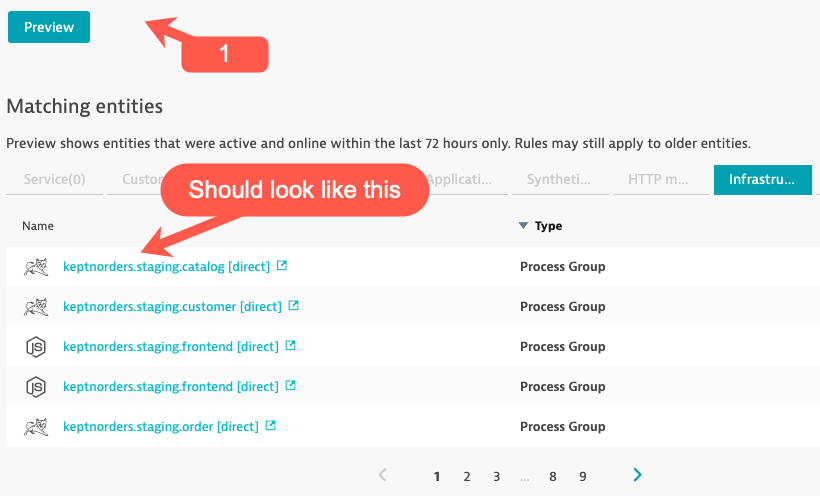 Preview
1
Matching entities
Preview shows entities that were active and online within the last 72 hours only. Rules may still apply to older entities.
Service(0) Custom Applicati... Syntheti... HTTP m... Infrastru...
Should look like this
Name Type
keptnorders.staging.catalog [direct] Process Group
keptnorders.staging.customer [direct] Process Group
JS keptnorders.staging.frontend [direct] Process Group
JS keptnorders.staging.frontend [direct] Process Group
keptnorders.staging.order [direct] Process Group
1 2 3 ... 8 9